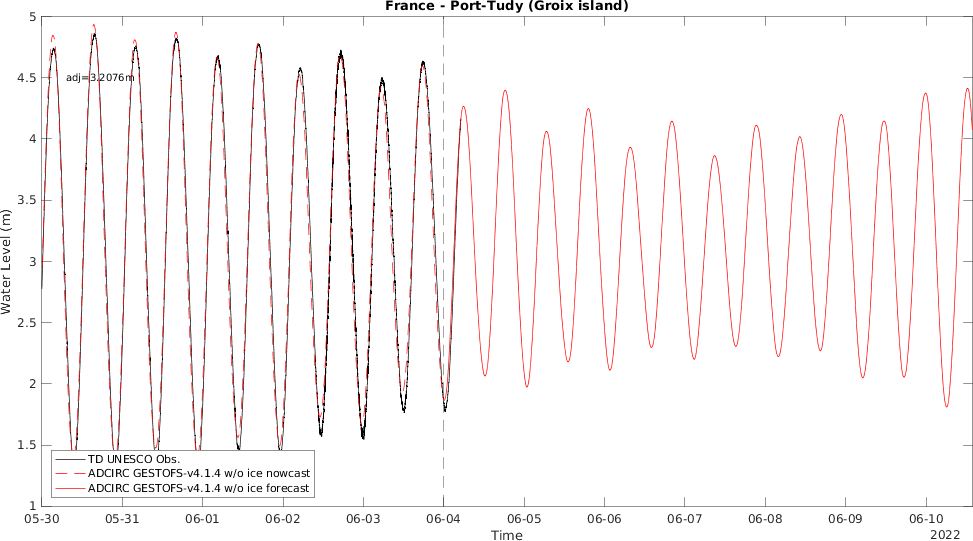 France - Port-Tudy (Groix island)
5
4.5
4
3.5
3
2.5
2
1.5
1
Water Level (m)
adj=3.2076m
TD UNESCO Obs.
ADCIRC GESTOFS-v4.1.4 w/o ice nowcast
ADCIRC GESTOFS-v4.1.4 w/o ice forecast
05-30 05-31 06-01 06-02 06-03 06-04 06-05 06-06 06-07 06-08 06-09 06-10
Time
2022